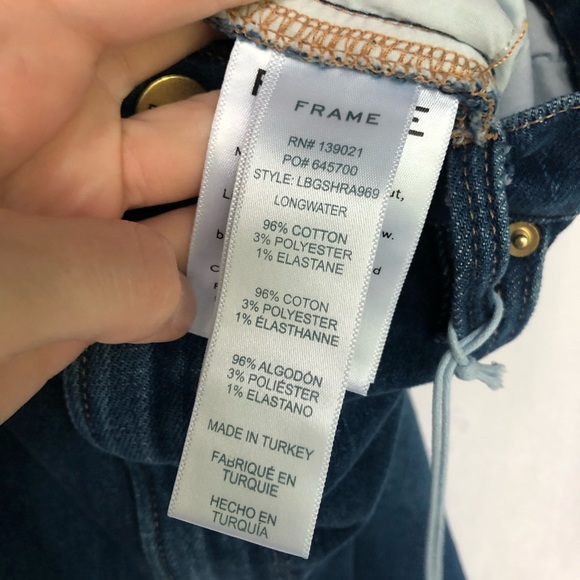 FRAME
RN# 139021
PO# 645700
STYLE: LBGSHRA969
LONGWATER
96% COTTON
3% POLYESTER
1% ELASTANE
96% COTON
3% POLYESTER
1% ÉLASTHANNE
96% ALGODÓN
3% POLIÉSTER
1% ELASTANO
MADE IN TURKEY
FABRIQUÉ EN
TURQUIE
HECHO EN
TURQUÍA